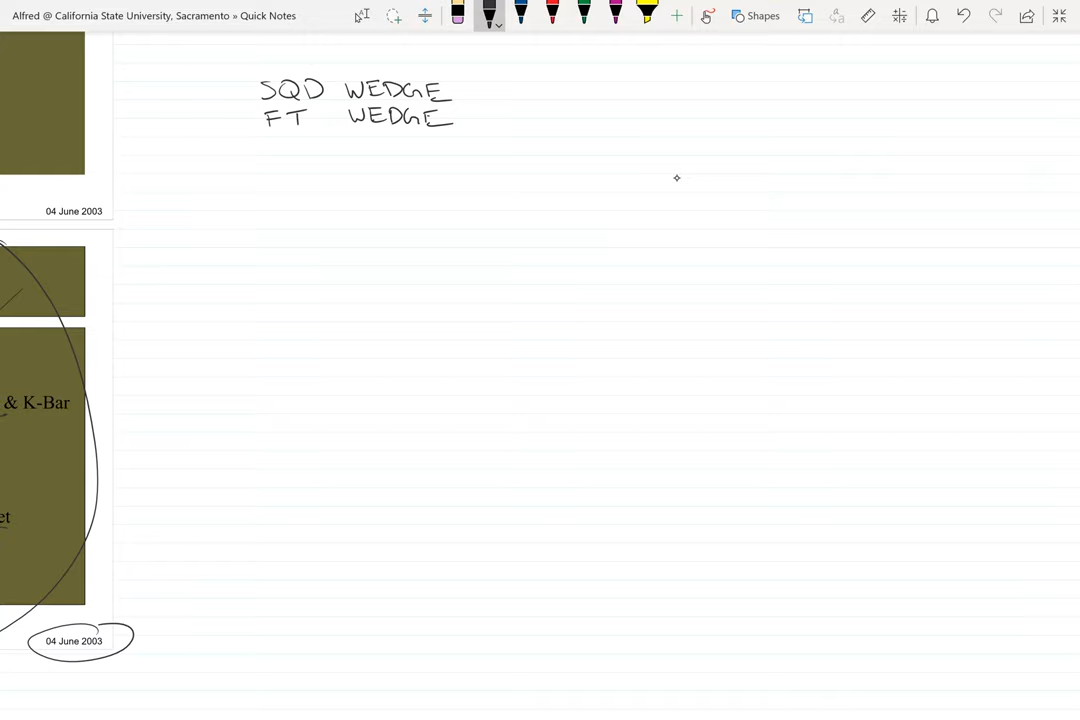 Alfred @ California State University, Sacramento » Quick Notes
Shapes
SQD WEDGE
FT WEDGE
04 June 2003
& K-Bar
et
04 June 2003